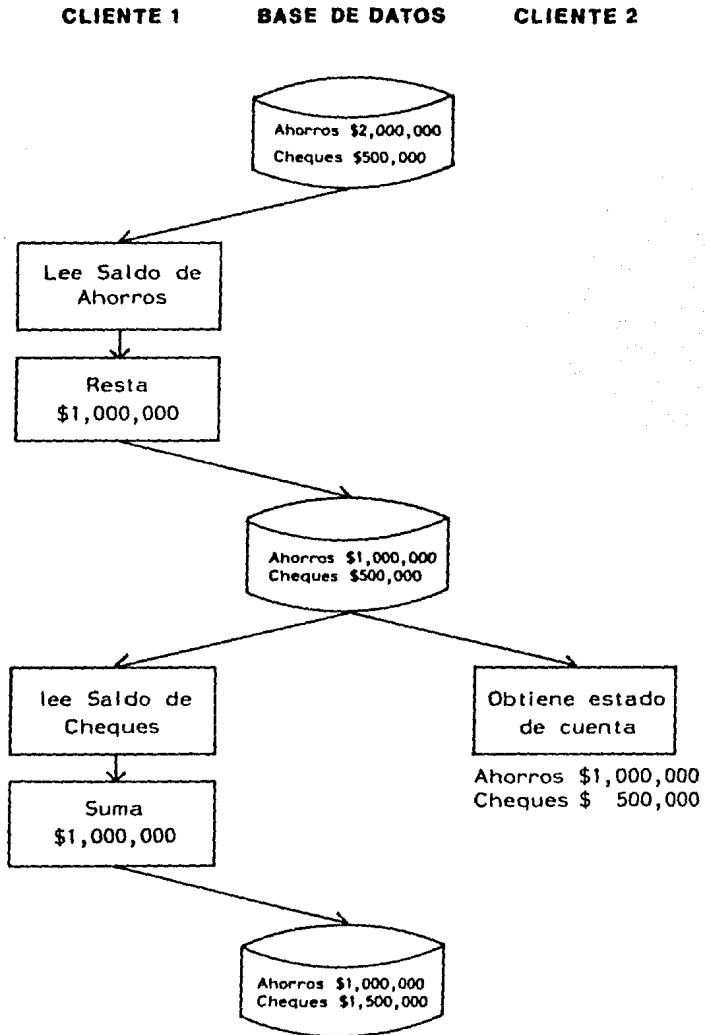 CLIENTE 1
BASE DE DATOS
CLIENTE 2
Ahorros $2,000,000
Cheques $500,000
Lee Saldo de
Ahorros
Resta
$1,000,000
Ahorros $1,000,000
Cheques $500,000
lee Saldo de
Cheques
Obtiene estado
de cuenta
Suma
$1,000,000
Ahorros $1,000,000
Cheques $ 500,000
Ahorros $1,000,000
Cheques $1,500,000